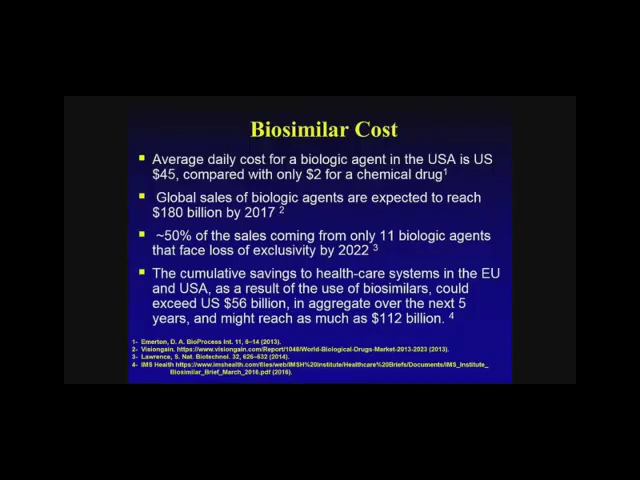 Biosimilar Cost
▪ Average daily cost for a biologic agent in the USA is US
$45, compared with only $2 for a chemical drug1
▪ Global sales of biologic agents are expected to reach
$180 billion by 2017 2
▪ ~50% of the sales coming from only 11 biologic agents
that face loss of exclusivity by 2022 3
▪ The cumulative savings to health-care systems in the EU
and USA, as a result of the use of biosimilars, could
exceed US $56 billion, in aggregate over the next 5
years, and might reach as much as $112 billion. 4
1- Emerton, D. A. BioProcess Int. 11, 6–14 (2013).
2- Visiongain. https://www.visiongain.com/Report/1048/World-Biological-Drugs-Market-2013-2023 (2013).
3- Lawrence, S. Nat. Biotechnol. 32, 626–632 (2014).
4- IMS Health https://www.imshealth.com/files/web/IMSH%20Institute/Healthcare%20Briefs/Documents/IMS_Institute_
Biosimilar_Brief_March_2016.pdf (2016).